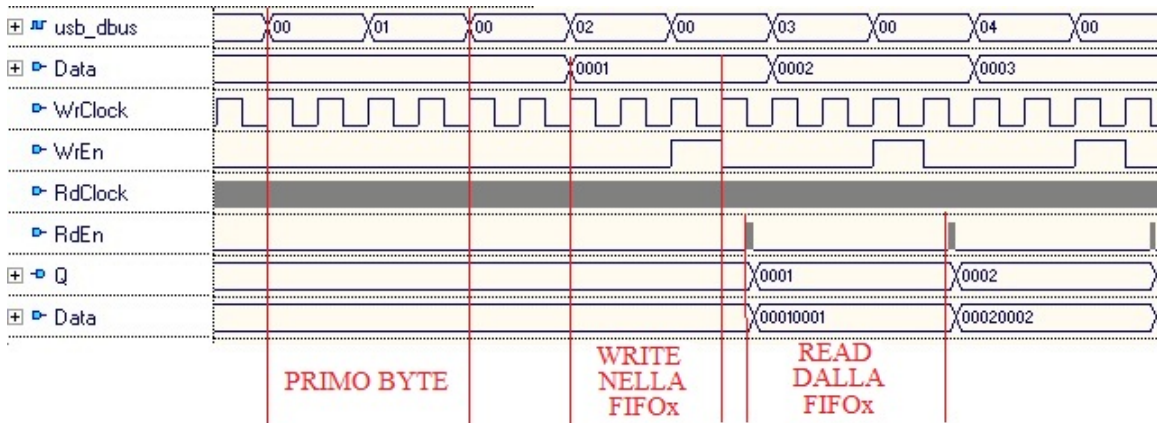 usb_dbus 00 01 00 02 00 03 00 04 00
Data 0001 0002 0003
WrClock
WrEn
RdClock
RdEn
Q 0001 0002
Data 00010001 00020002
PRIMO BYTE
WRITE
NELLA
FIFOx
READ
DALLA
FIFOx